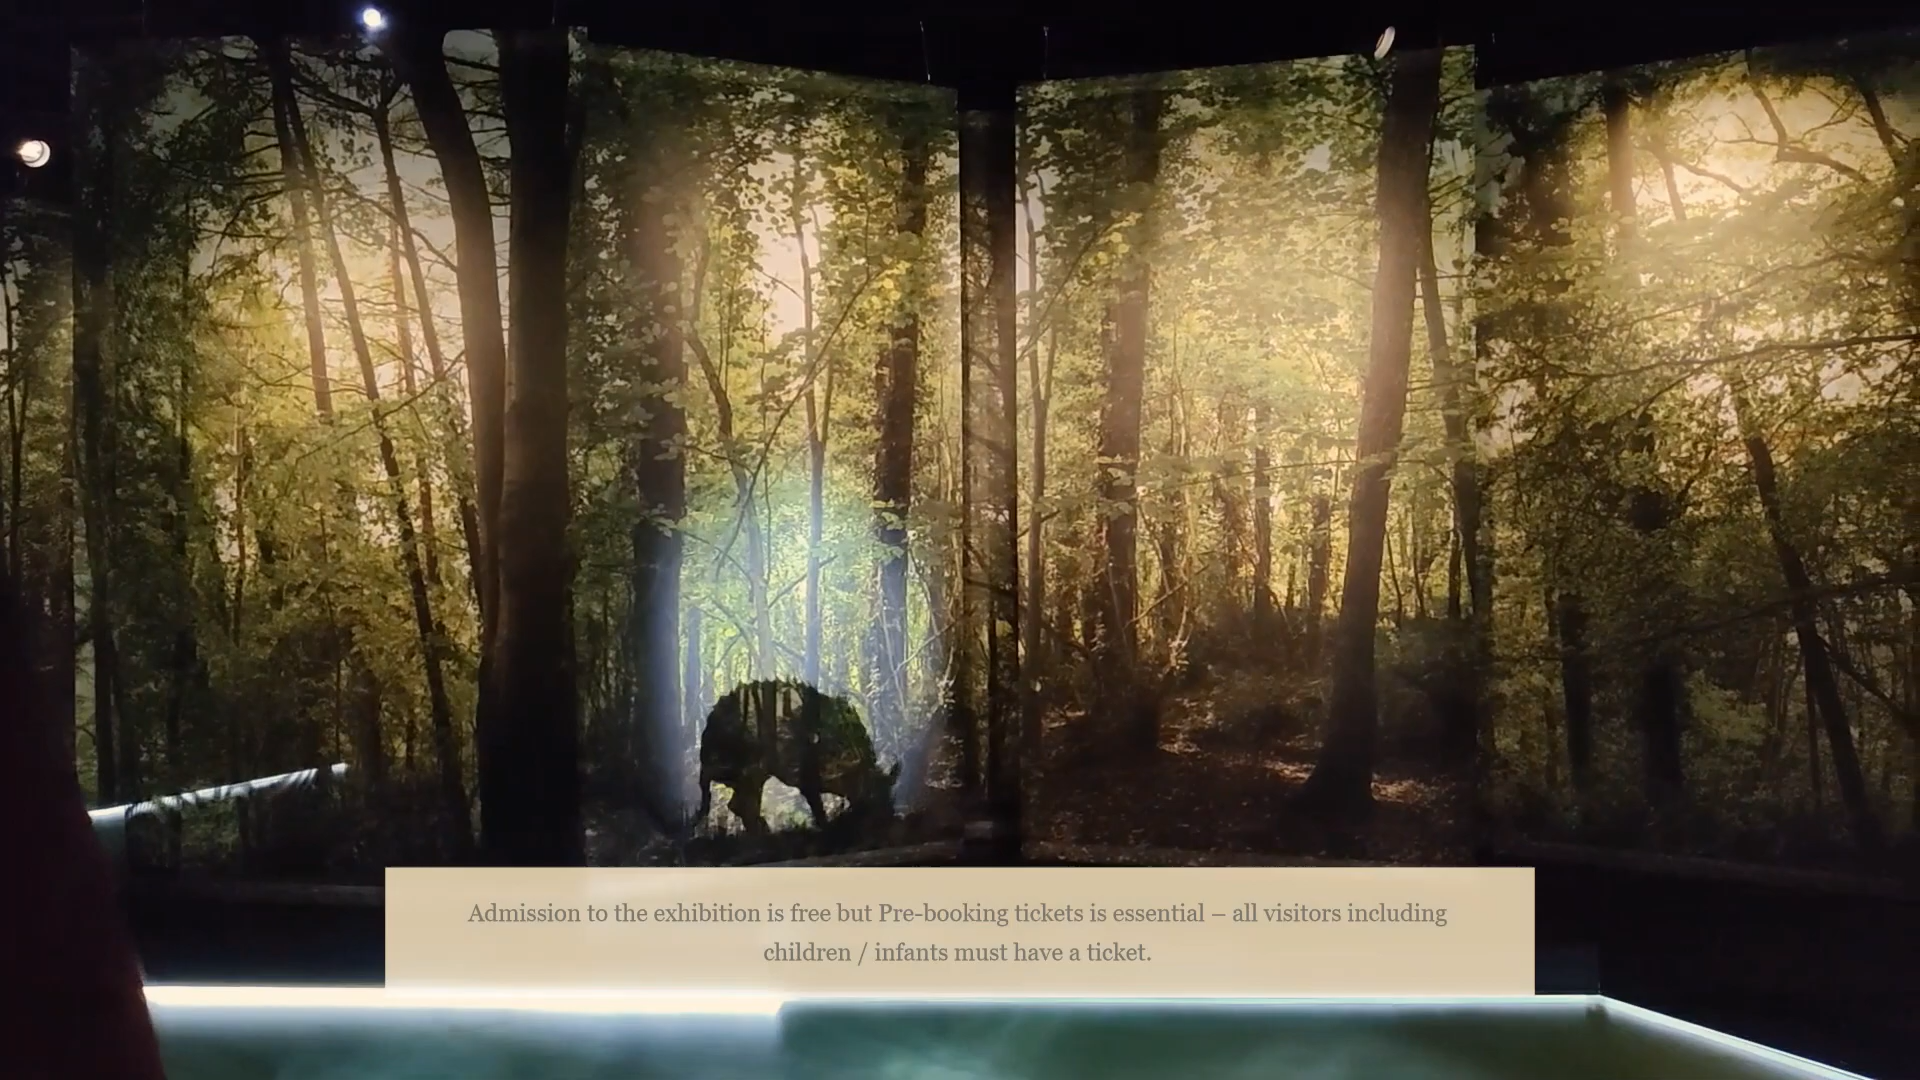 Admission to the exhibition is free but Pre-booking tickets is essential – all visitors including
children / infants must have a ticket.